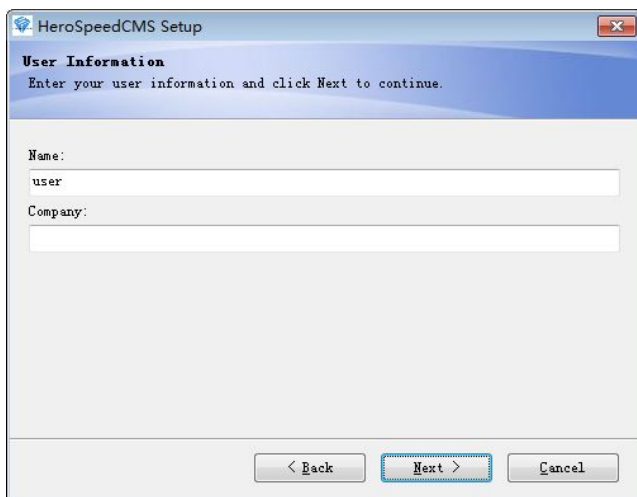 HeroSpeedCMS Setup
User Information
Enter your user information and click Next to continue.
Name:
user
Company:
< Back
Next >
Cancel